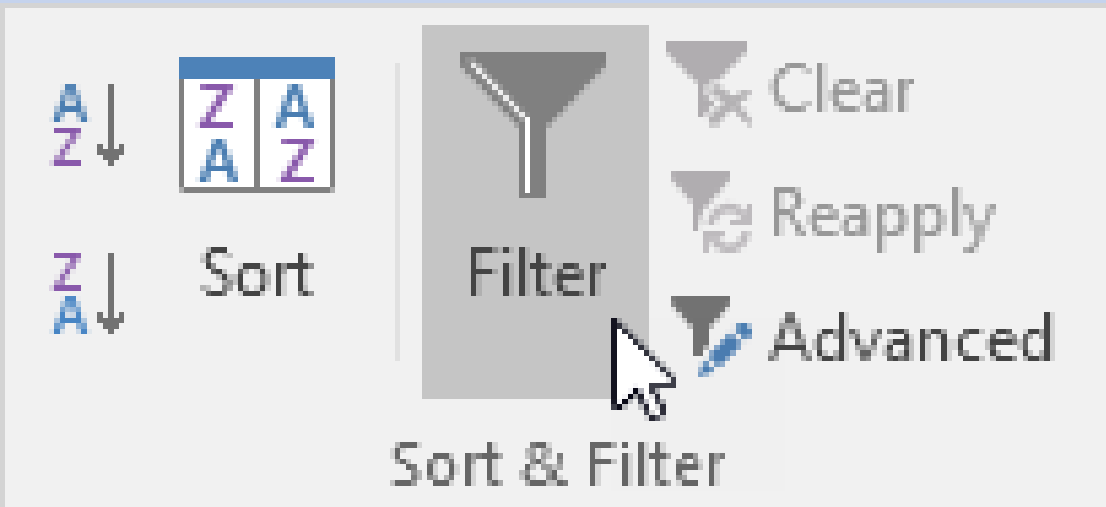 A
Z
Z A
A Z
Sort
Z
A
Filter
Clear
Reapply
Advanced
Sort & Filter